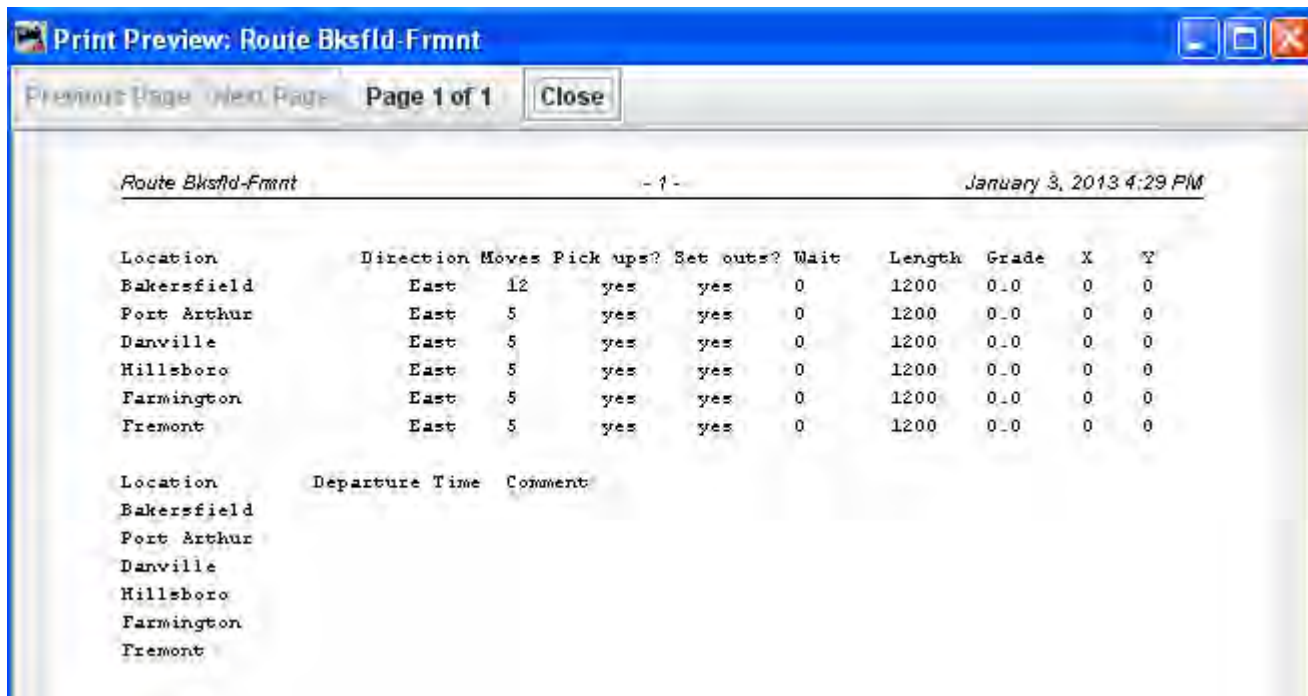 Print Preview: Route Bksfld-Frmnt
Previous Page Next Page Page 1 of 1 Close
Route Bksfld-Frmnt - 1 - January 3, 2013 4:29 PM
Location Direction Moves Pick ups? Set outs? Wait Length Grade X Y
Bakersfield East 12 yes yes 0 1200 0.0 0 0
Port Arthur East 5 yes yes 0 1200 0.0 0 0
Danville East 5 yes yes 0 1200 0.0 0 0
Hillsboro East 5 yes yes 0 1200 0.0 0 0
Farmington East 5 yes yes 0 1200 0.0 0 0
Fremont East 5 yes yes 0 1200 0.0 0 0
Location Departure Time Comment
Bakersfield
Port Arthur
Danville
Hillsboro
Farmington
Fremont